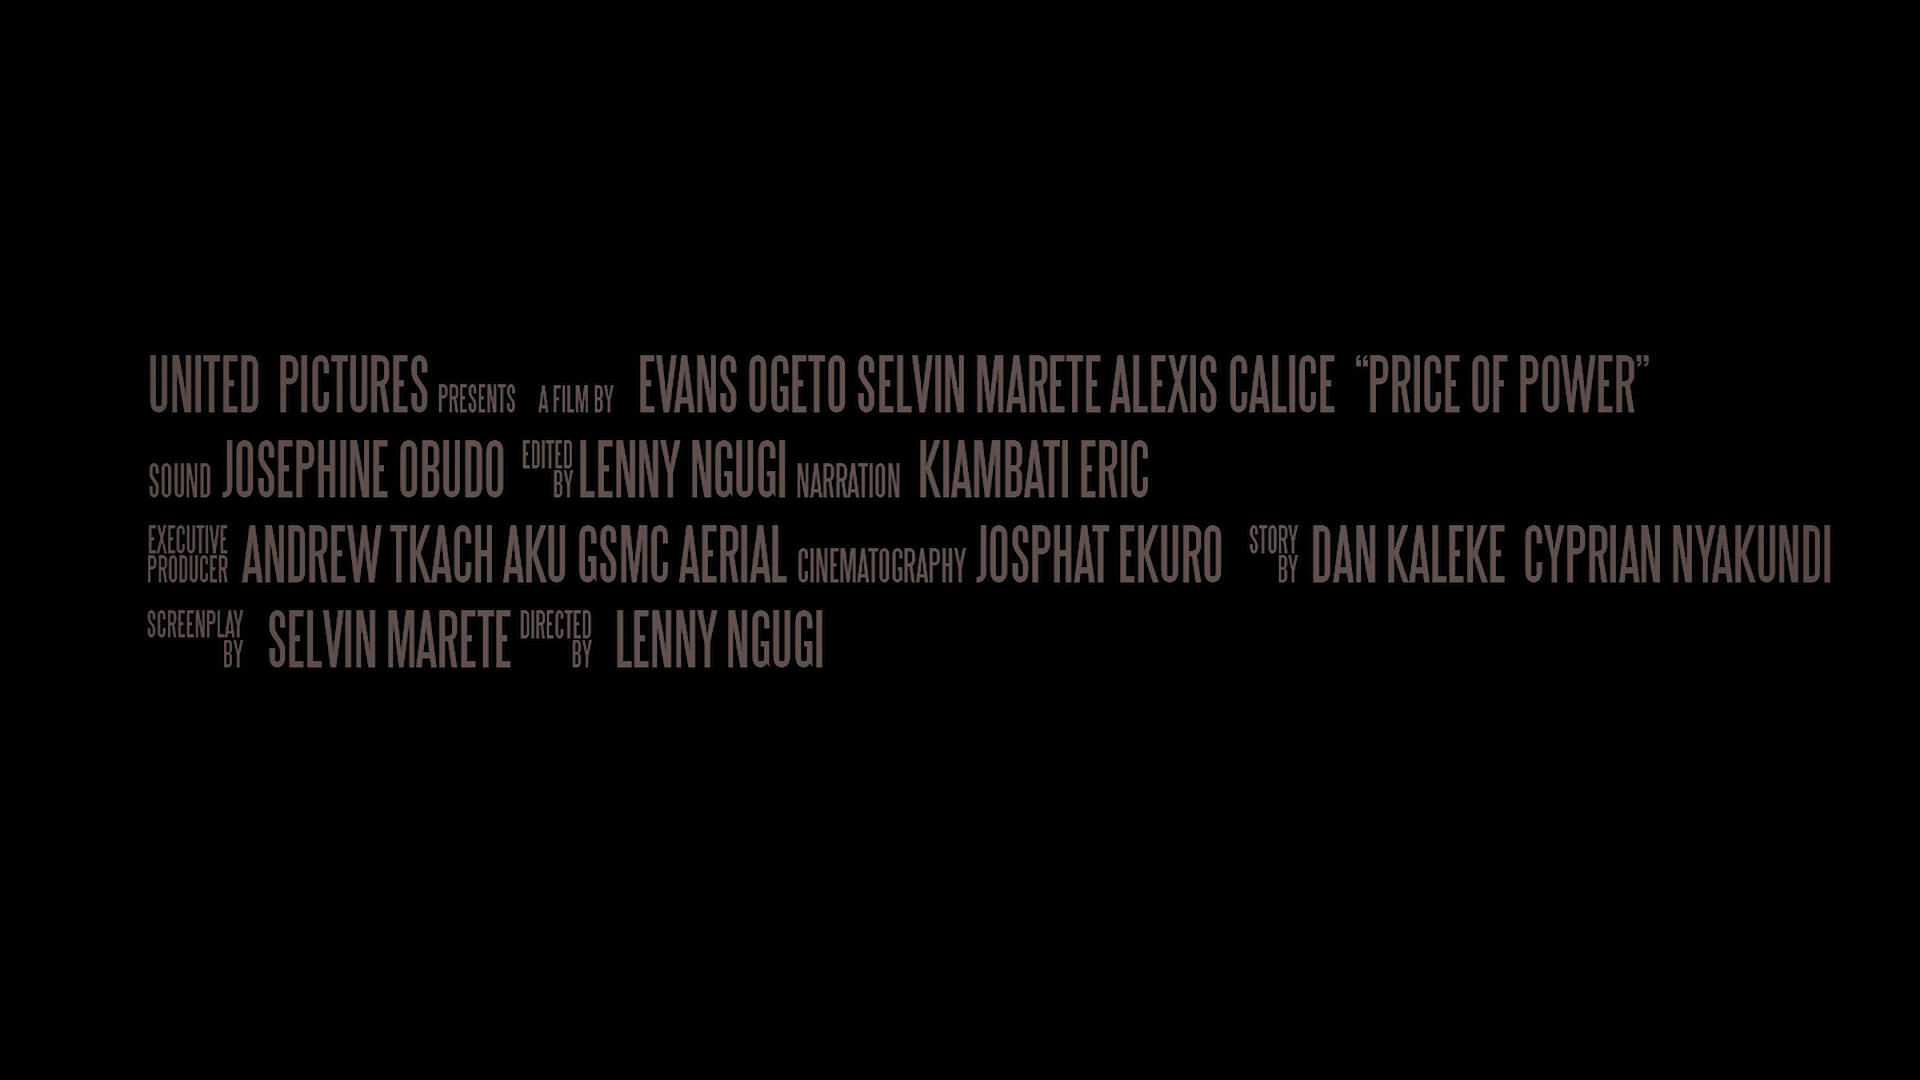 UNITED PICTURES PRESENTS A FILM BY EVANS OGETO SELVIN MARETE ALEXIS CALICE “PRICE OF POWER”
SOUND JOSEPHINE OBUDO EDITED BY LENNY NGUGI NARRATION KIAMBATI ERIC
EXECUTIVE PRODUCER ANDREW TKACH AKU GSMC AERIAL CINEMATOGRAPHY JOSPHAT EKURO STORY BY DAN KALEKE CYPRIAN NYAKUNDI
SCREENPLAY BY SELVIN MARETE DIRECTED BY LENNY NGUGI